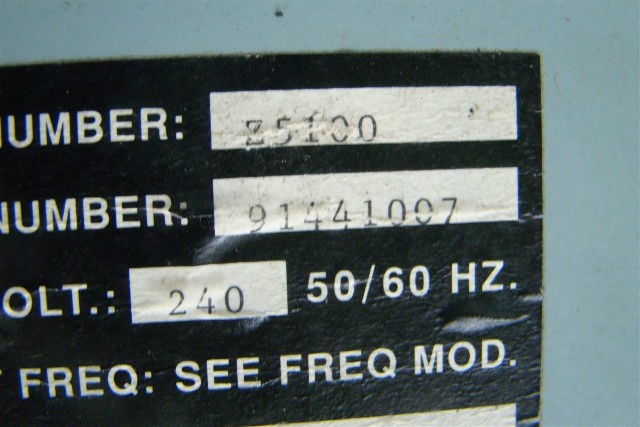 NUMBER: Z5100
NUMBER: 91441007
OLT.: 240 50/60 HZ.
T FREQ: SEE FREQ MOD.